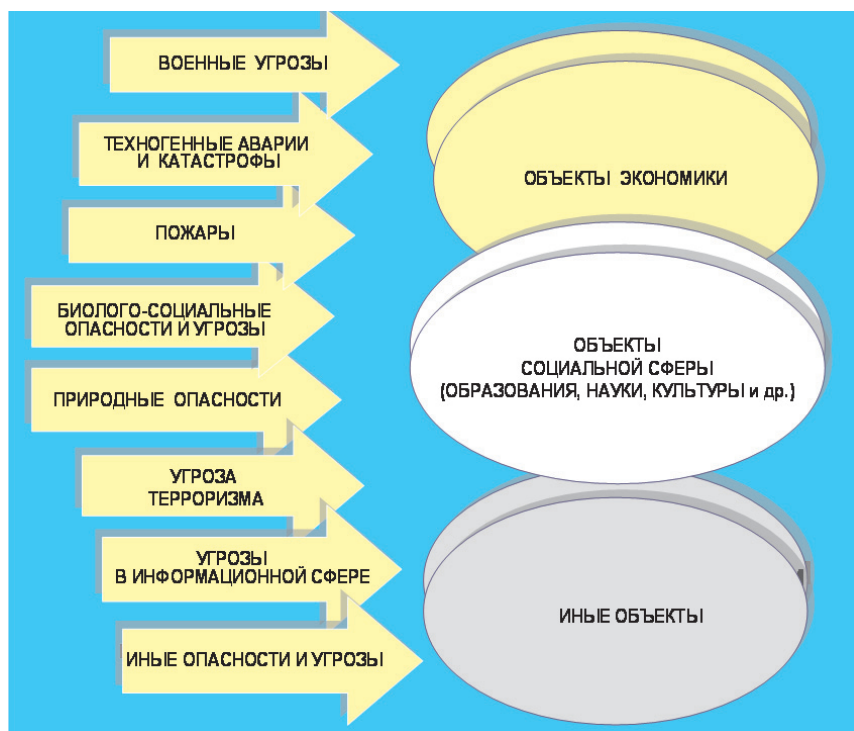 ВОЕННЫЕ УГРОЗЫ
ТЕХНОГЕННЫЕ АВАРИИ
И КАТАСТРОФЫ
ПОЖАРЫ
БИОЛОГО-СОЦИАЛЬНЫЕ
ОПАСНОСТИ И УГРОЗЫ
ПРИРОДНЫЕ ОПАСНОСТИ
УГРОЗА
ТЕРРОРИЗМА
УГРОЗЫ
В ИНФОРМАЦИОННОЙ СФЕРЕ
ИНЫЕ ОПАСНОСТИ И УГРОЗЫ
ОБЪЕКТЫ ЭКОНОМИКИ
ОБЪЕКТЫ
СОЦИАЛЬНОЙ СФЕРЫ
(ОБРАЗОВАНИЯ, НАУКИ, КУЛЬТУРЫ и др.)
ИНЫЕ ОБЪЕКТЫ